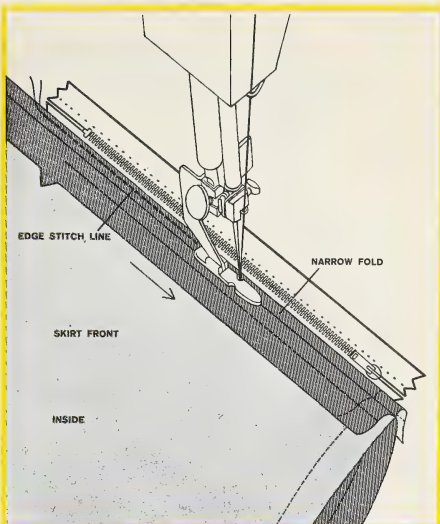 EDGE STITCH LINE
NARROW FOLD
SKIRT FRONT
INSIDE